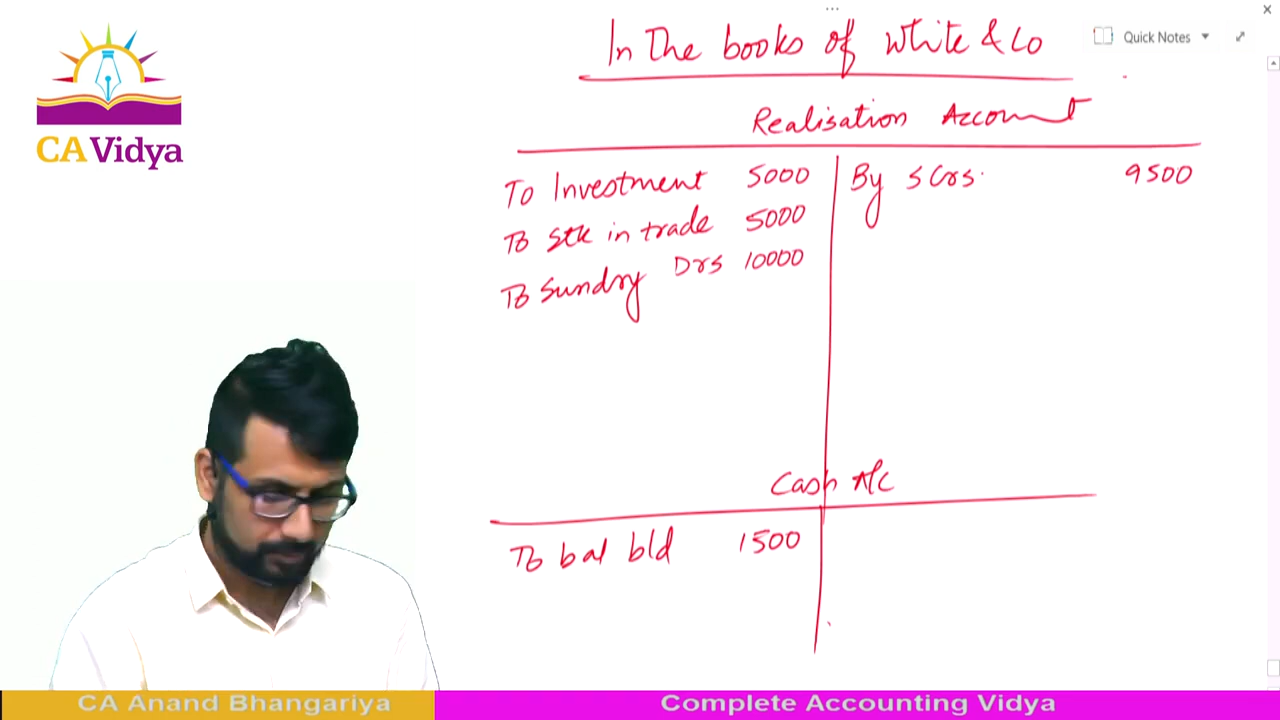 In The books of White & Co
Quick Notes
CA Vidya
Realisation Account
To Investment 5000
By S Crs. 9500
To Stk in trade 5000
To Sundry Drs 10000
Cash A/C
To bal b/d 1500
CA Anand Bhangariya
Complete Accounting Vidya